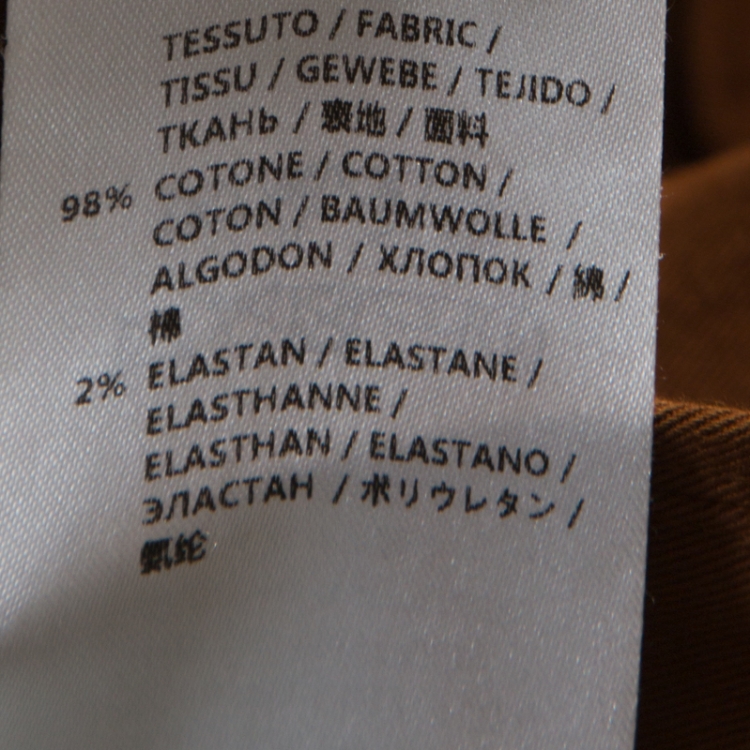 TESSUTO / FABRIC /
TISSU / GEWEBE / TEJIDO /
ТКАНЬ / 裏地 / 面料
98% COTONE / COTTON /
COTON / BAUMWOLLE /
ALGODON / ХЛОПОК / 綿 /
棉
2% ELASTAN / ELASTANE /
ELASTHANNE /
ELASTHAN / ELASTANO /
ЭЛАСТАН / ポリウレタン /
氨纶